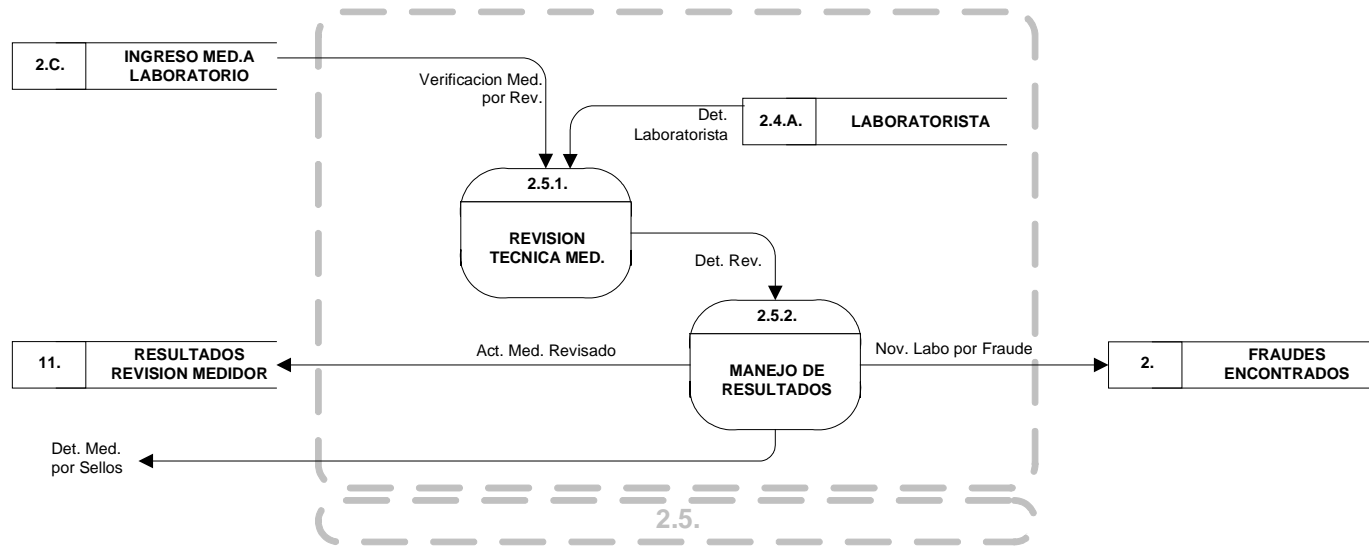 2.C.
INGRESO MED.A
LABORATORIO
Verificacion Med.
por Rev.
Det.
Laboratorista
2.4.A.
LABORATORISTA
2.5.1.
REVISION
TECNICA MED.
Det. Rev.
2.5.2.
MANEJO DE
RESULTADOS
11.
RESULTADOS
REVISION MEDIDOR
Act. Med. Revisado
Nov. Labo por Fraude
2.
FRAUDES
ENCONTRADOS
Det. Med.
por Sellos
2.5.